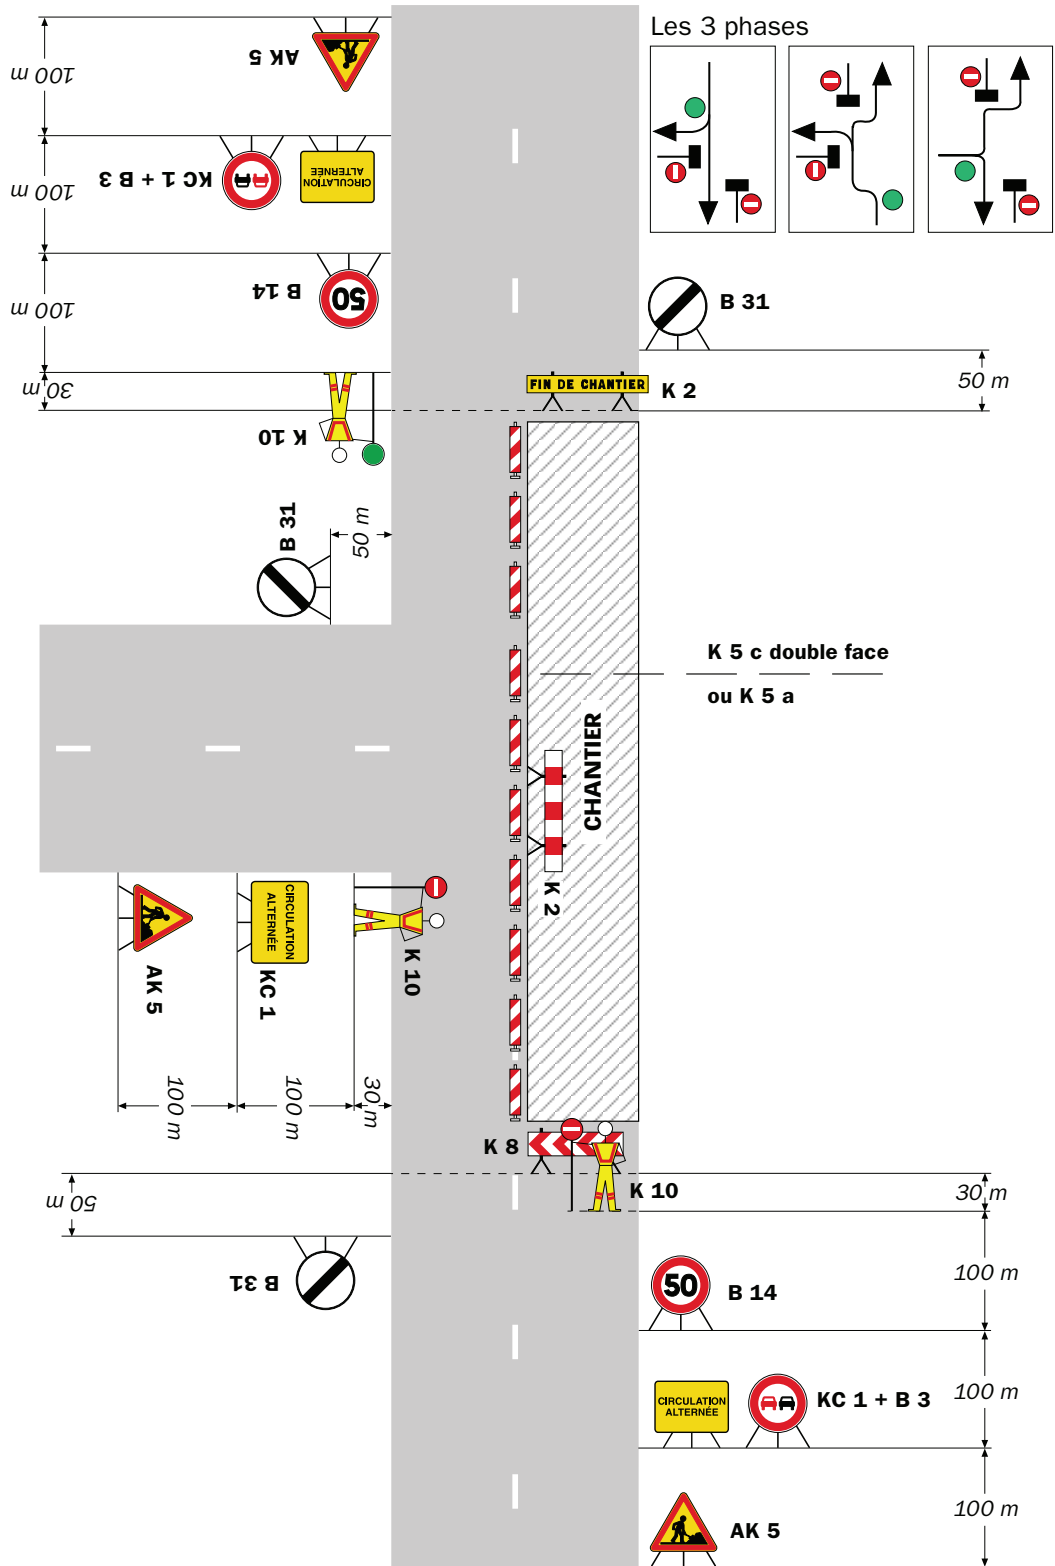 Les 3 phases
AK 5
100 m
KC 1 + B 3
CIRCULATION
ALTERNÉE
100 m
B 14
50
100 m
B 31
50 m
30 m
FIN DE CHANTIER
K 2
K 10
B 31
50 m
K 5 c double face
ou K 5 a
CHANTIER
K 2
AK 5
KC 1
CIRCULATION
ALTERNÉE
K 10
100 m
100 m
30 m
K 8
K 10
30 m
50 m
B 31
50
B 14
100 m
CIRCULATION
ALTERNÉE
KC 1 + B 3
100 m
AK 5
100 m